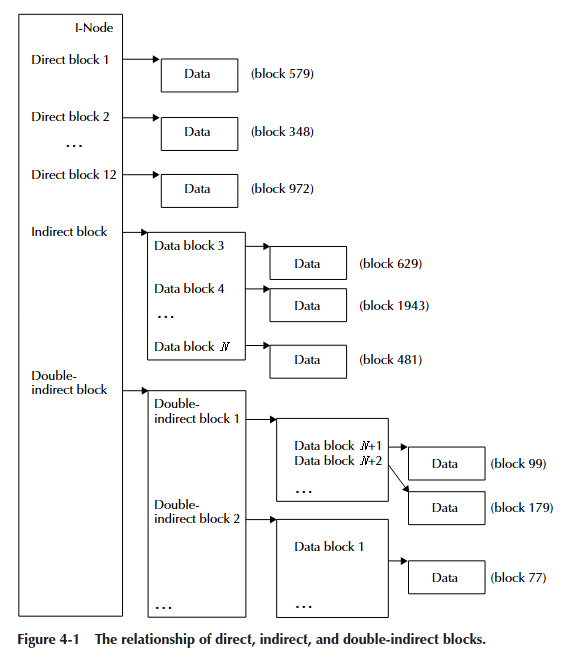 I-Node
Direct block 1
Data (block 579)
Direct block 2
Data (block 348)
...
Direct block 12
Data (block 972)
Indirect block
Data block 3
Data (block 629)
Data block 4
Data (block 1943)
...
Data block N
Data (block 481)
Double-
indirect block
Double-
indirect block 1
Data block N+1
Data block N+2
Data (block 99)
...
Data (block 179)
Double-
indirect block 2
Data block 1
Data (block 77)
...
...
Figure 4-1 The relationship of direct, indirect, and double-indirect blocks.